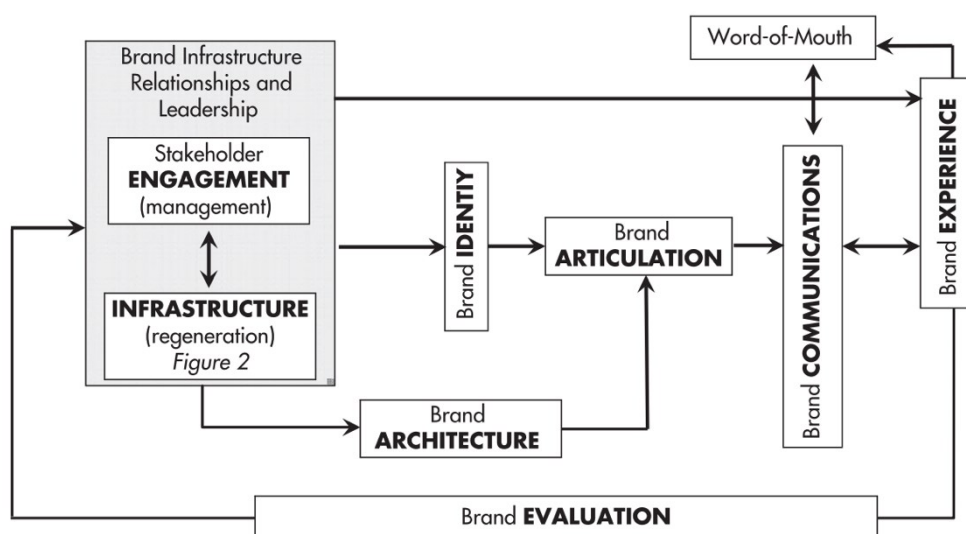 Brand Infrastructure
Relationships and
Leadership
Stakeholder
ENGAGEMENT
(management)
INFRASTRUCTURE
(regeneration)
Figure 2
Brand IDENTIY
Brand
ARCHITECTURE
Brand
ARTICULATION
Word-of-Mouth
Brand COMMUNICATIONS
Brand EXPERIENCE
Brand EVALUATION